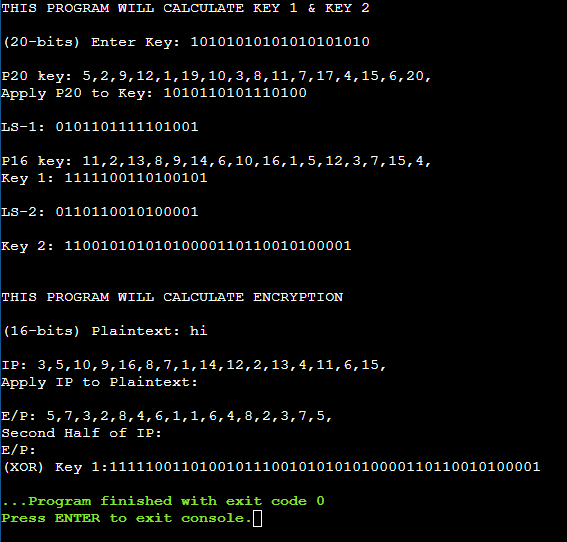 THIS PROGRAM WILL CALCULATE KEY 1 & KEY 2
(20-bits) Enter Key: 10101010101010101010
P20 key: 5,2,9,12,1,19,10,3,8,11,7,17,4,15,6,20,
Apply P20 to Key: 1010110101110100
LS-1: 0101101111101001
P16 key: 11,2,13,8,9,14,6,10,16,1,5,12,3,7,15,4,
Key 1: 1111100110100101
LS-2: 0110110010100001
Key 2: 11001010101010000110110010100001
THIS PROGRAM WILL CALCULATE ENCRYPTION
(16-bits) Plaintext: hi
IP: 3,5,10,9,16,8,7,1,14,12,2,13,4,11,6,15,
Apply IP to Plaintext:
E/P: 5,7,3,2,8,4,6,1,1,6,4,8,2,3,7,5,
Second Half of IP:
E/P:
(XOR) Key 1:111110011010010111001010101010000110110010100001
...Program finished with exit code 0
Press ENTER to exit console.